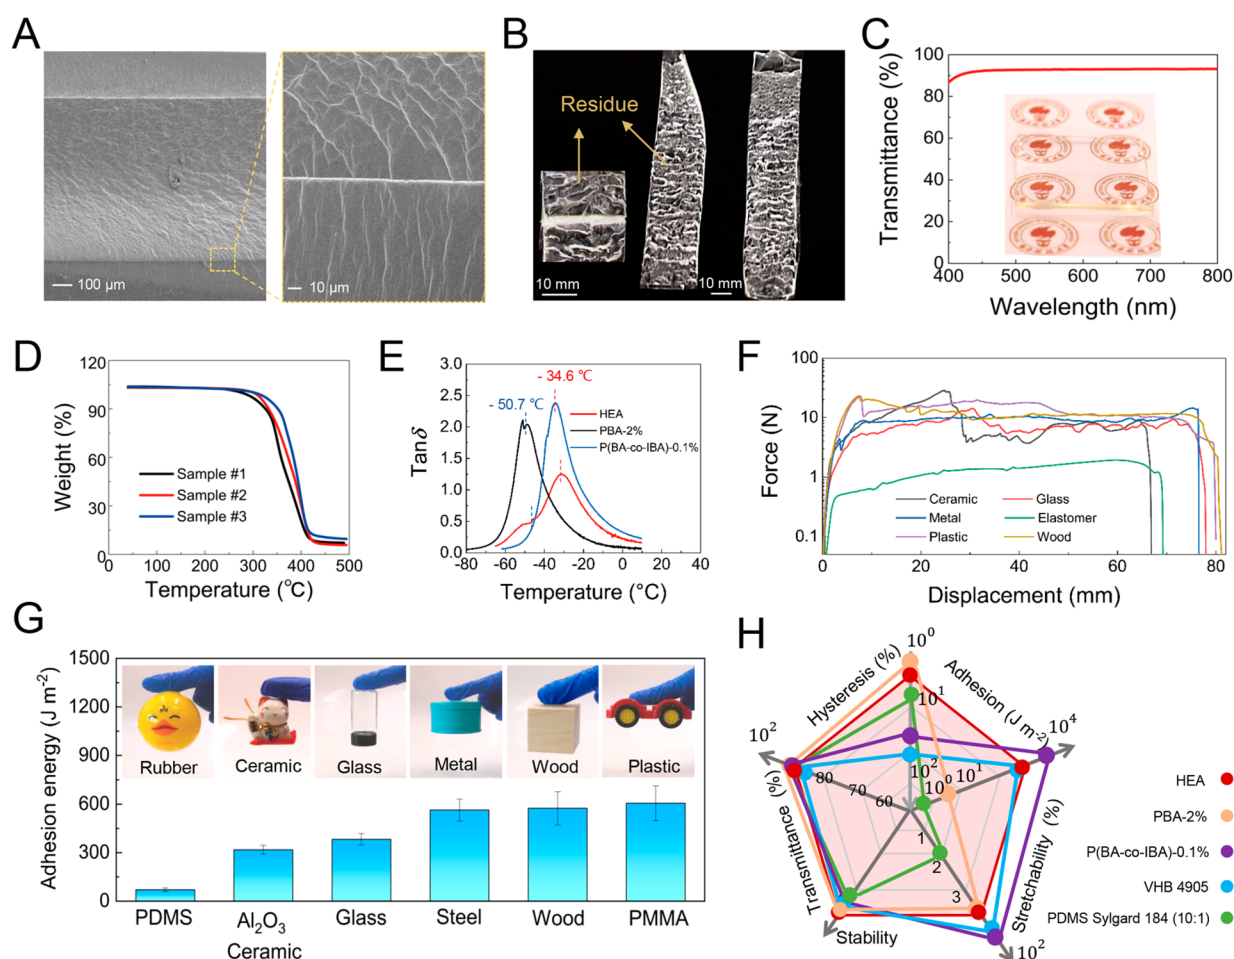 A
100 μm
10 μm
B
Residue
10 mm
10 mm
C
Transmittance (%)
100
80
60
40
20
0
400
500
600
700
800
Wavelength (nm)
D
Weight (%)
120
90
60
30
0
Sample #1
Sample #2
Sample #3
0
100
200
300
400
500
Temperature (°C)
E
Tanδ
3.0
2.5
2.0
1.5
1.0
0.5
0.0
- 34.6 ℃
- 50.7 ℃
HEA
PBA-2%
P(BA-co-IBA)-0.1%
-80
-60
-40
-20
0
20
40
Temperature (°C)
F
Force (N)
100
10
1
0.1
Ceramic
Glass
Metal
Elastomer
Plastic
Wood
0
20
40
60
80
Displacement (mm)
G
Adhesion energy (J m⁻²)
1500
1200
900
600
300
0
Rubber
Ceramic
Glass
Metal
Wood
Plastic
PDMS
Al₂O₃
Ceramic
Glass
Steel
Wood
PMMA
H
10⁰
Hysteresis (%)
Adhesion (J m⁻²)
10¹
10⁴
10²
10²
80
70
60
10⁰
10¹
Transmittance (%)
1
2
3
Stretchability (%)
Stability
10²
HEA
PBA-2%
P(BA-co-IBA)-0.1%
VHB 4905
PDMS Sylgard 184 (10:1)